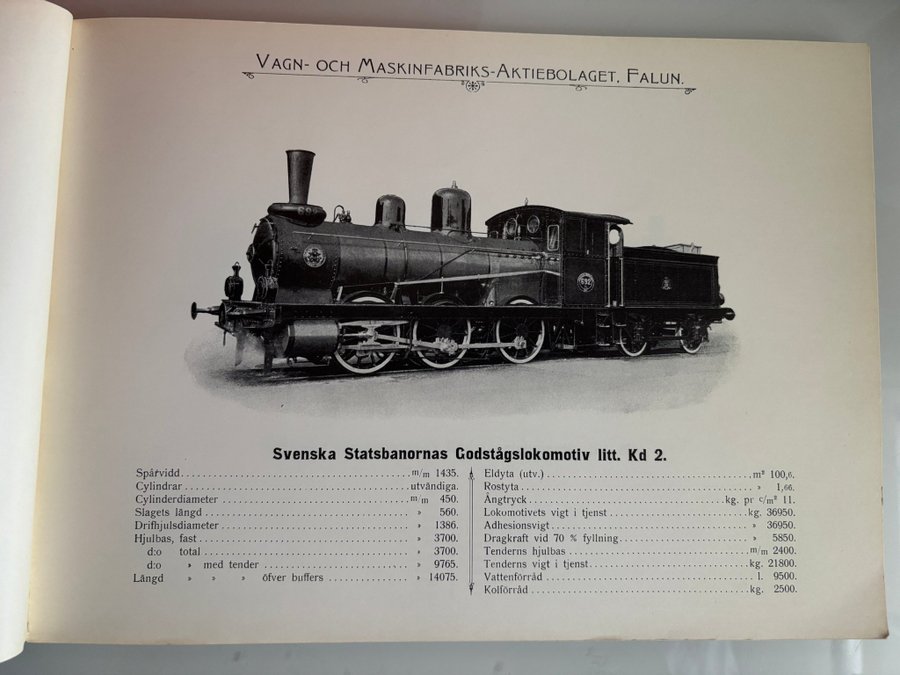 VAGN- OCH MASKINFABRIKS-AKTIEBOLAGET, FALUN.
692
Svenska Statsbanornas Godstågslokomotiv litt. Kd 2.
Spårvidd m/m 1435.
Cylindrar utvändiga.
Cylinderdiameter m/m 450.
Slagets längd » 560.
Drifhjulsdiameter » 1386.
Hjulbas, fast » 3700.
d:o total » 3700.
d:o » med tender » 9765.
Längd » » » öfver buffers » 14075.
Eldyta (utv.) m² 100,6.
Rostyta » 1,66.
Ångtryck kg. pr c/m² 11.
Lokomotivets vigt i tjenst kg. 36950.
Adhesionsvigt » 36950.
Dragkraft vid 70 % fyllning » 5850.
Tenderns hjulbas m/m 2400.
Tenderns vigt i tjenst kg. 21800.
Vattenförråd l. 9500.
Kolförråd kg. 2500.